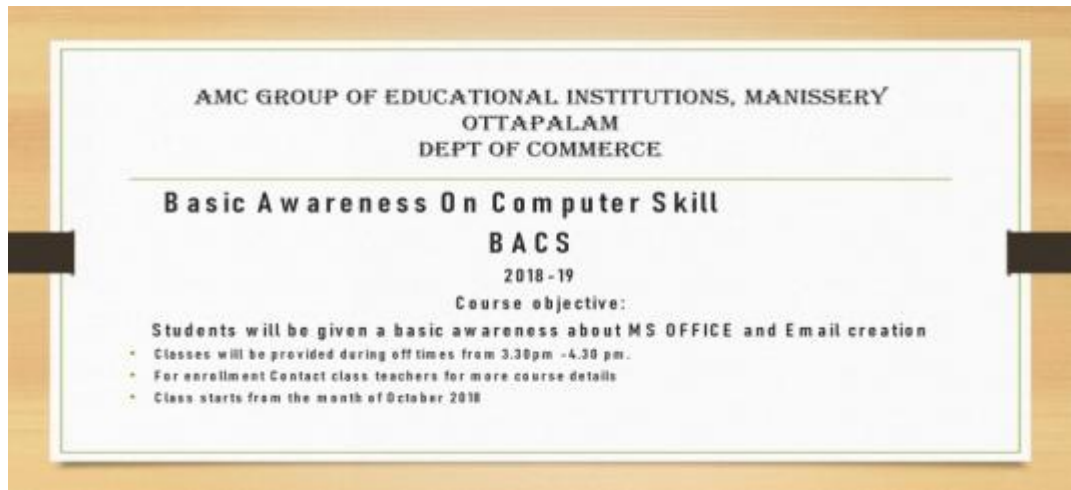 AMC GROUP OF EDUCATIONAL INSTITUTIONS, MANISSERY
OTTAPALAM
DEPT OF COMMERCE
Basic Awareness On Computer Skill
BACS
2018-19
Course objective:
Students will be given a basic awareness about MS OFFICE and Email creation
• Classes will be provided during off times from 3.30pm -4.30 pm.
• For enrollment Contact class teachers for more course details
• Class starts from the month of October 2018